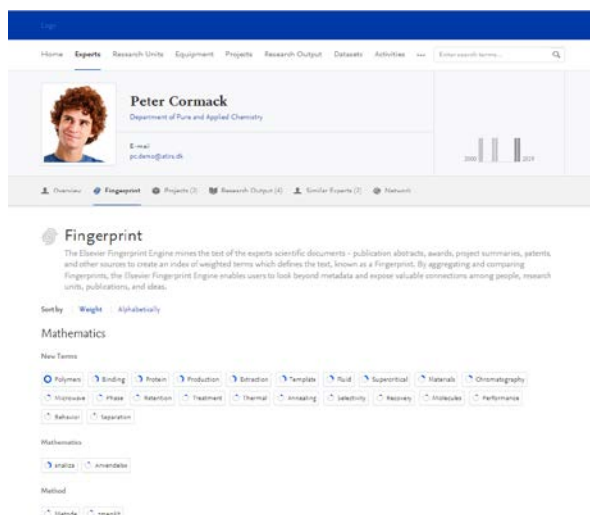 Login
Home Experts Research Units Equipment Projects Research Output Datasets Activities ••• Enter search terms...
Peter Cormack
Department of Pure and Applied Chemistry
E-mail
pc.demo@atira.dk
2000 2019
Overview Fingerprint Projects (3) Research Output (4) Similar Experts (3) Network
Fingerprint
The Elsevier Fingerprint Engine mines the text of the experts scientific documents – publication abstracts, awards, project summaries, patents,
and other sources to create an index of weighted terms which defines the text, known as a Fingerprint. By aggregating and comparing
Fingerprints, the Elsevier Fingerprint Engine enables users to look beyond metadata and expose valuable connections among people, research
units, publications, and ideas.
Sort by Weight Alphabetically
Mathematics
New Terms
Polymers Binding Protein Production Extraction Template Fluid Supercritical Materials Chromatography
Microwave Phase Retention Treatment Thermal Annealing Selectivity Recovery Molecules Performance
Behavior Separation
Mathematics
analiza Anvendelse
Method
Metode